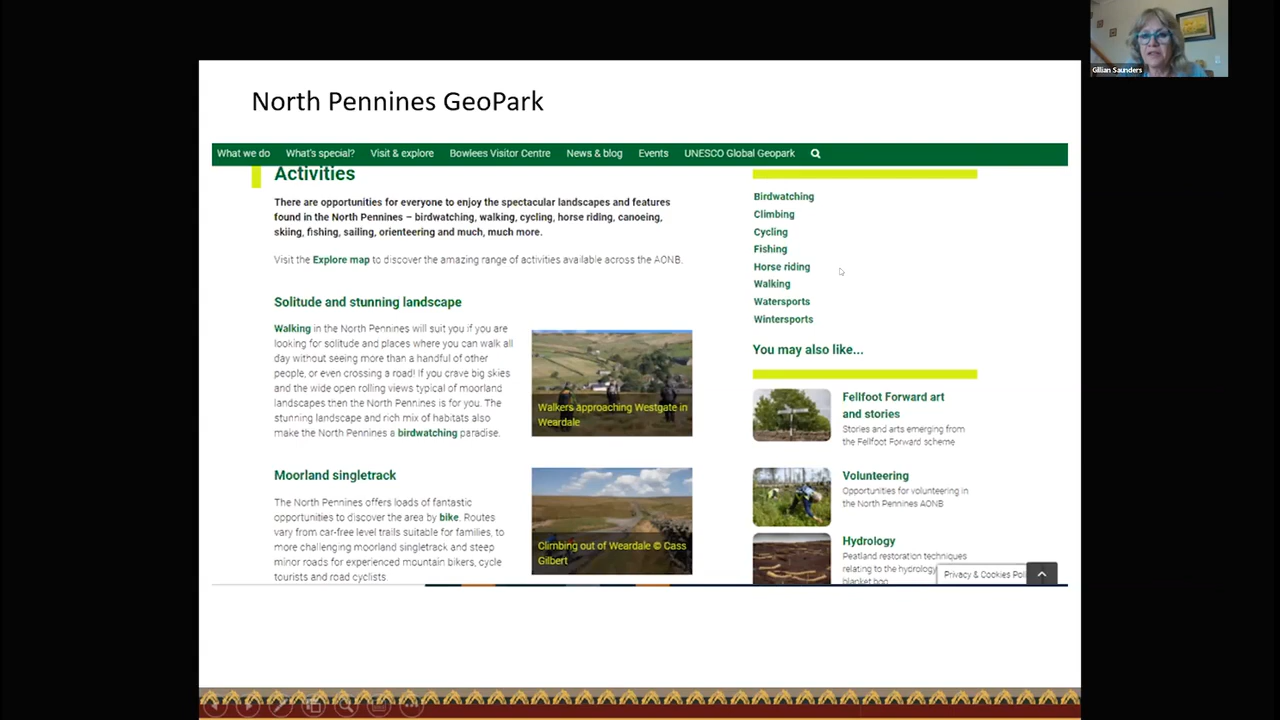 North Pennines GeoPark
What we do
What's special?
Visit & explore
Bowlees Visitor Centre
News & blog
Events
UNESCO Global Geopark
Activities
There are opportunities for everyone to enjoy the spectacular landscapes and features
found in the North Pennines – birdwatching, walking, cycling, horse riding, canoeing,
skiing, fishing, sailing, orienteering and much, much more.
Visit the Explore map to discover the amazing range of activities available across the AONB.
Solitude and stunning landscape
Walking in the North Pennines will suit you if you are
looking for solitude and places where you can walk all
day without seeing more than a handful of other
people, or even crossing a road! If you crave big skies
and the wide open rolling views typical of moorland
landscapes then the North Pennines is for you. The
stunning landscape and rich mix of habitats also
make the North Pennines a birdwatching paradise.
Walkers approaching Westgate in
Weardale
Moorland singletrack
The North Pennines offers loads of fantastic
opportunities to discover the area by bike. Routes
vary from car-free level trails suitable for families, to
more challenging moorland singletrack and steep
minor roads for experienced mountain bikers, cycle
tourists and road cyclists.
Climbing out of Weardale © Cass
Gilbert
Birdwatching
Climbing
Cycling
Fishing
Horse riding
Walking
Watersports
Wintersports
You may also like...
Fellfoot Forward art
and stories
Stories and arts emerging from
the Fellfoot Forward scheme
Volunteering
Opportunities for volunteering in
the North Pennines AONB
Hydrology
Peatland restoration techniques
relating to the hydrology
blanket bog
Privacy & Cookies Poli
Gillian Saunders